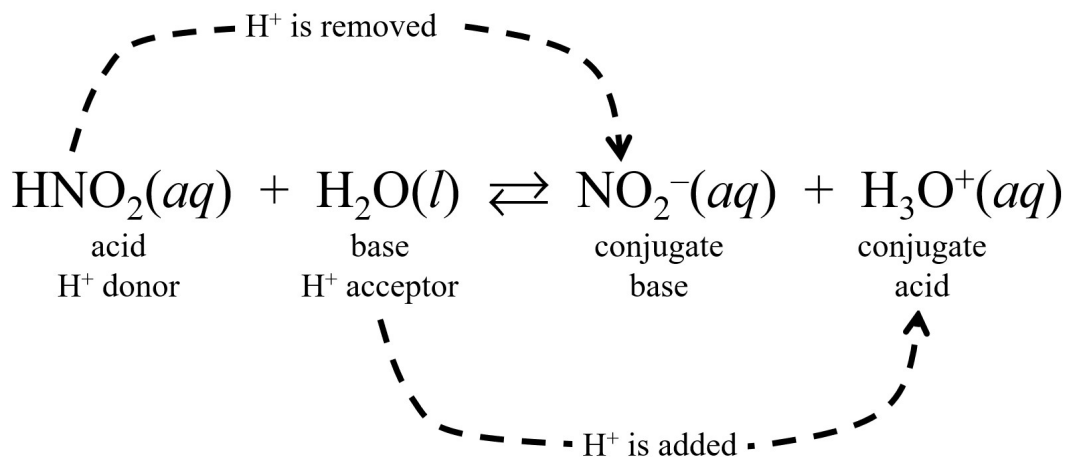 H⁺ is removed
HNO₂(aq) + H₂O(l) ⇌ NO₂⁻(aq) + H₃O⁺(aq)
acid base conjugate conjugate
H⁺ donor H⁺ acceptor base acid
H⁺ is added